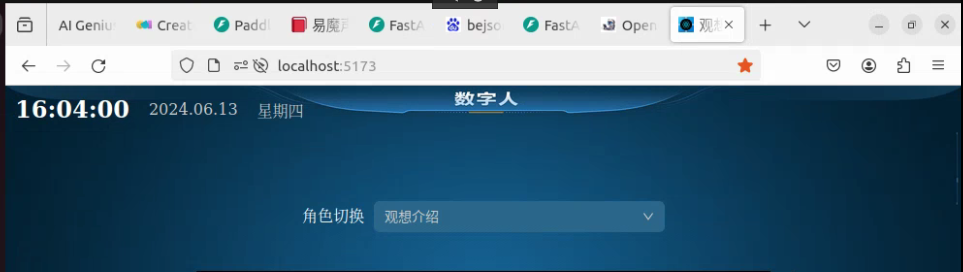 AI Geniu
Creat
Paddl
易魔
FastA
bejso
FastA
Open
观想
localhost:5173
数字人
16:04:00 2024.06.13 星期四
角色切换 观想介绍